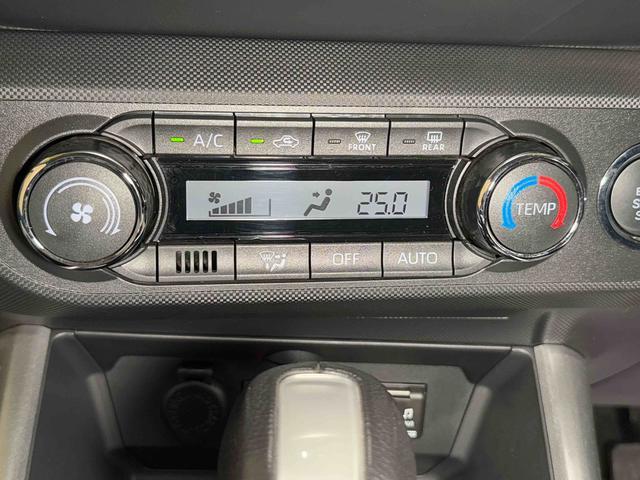 A/C
FRONT
REAR
25.0
TEMP
OFF
AUTO